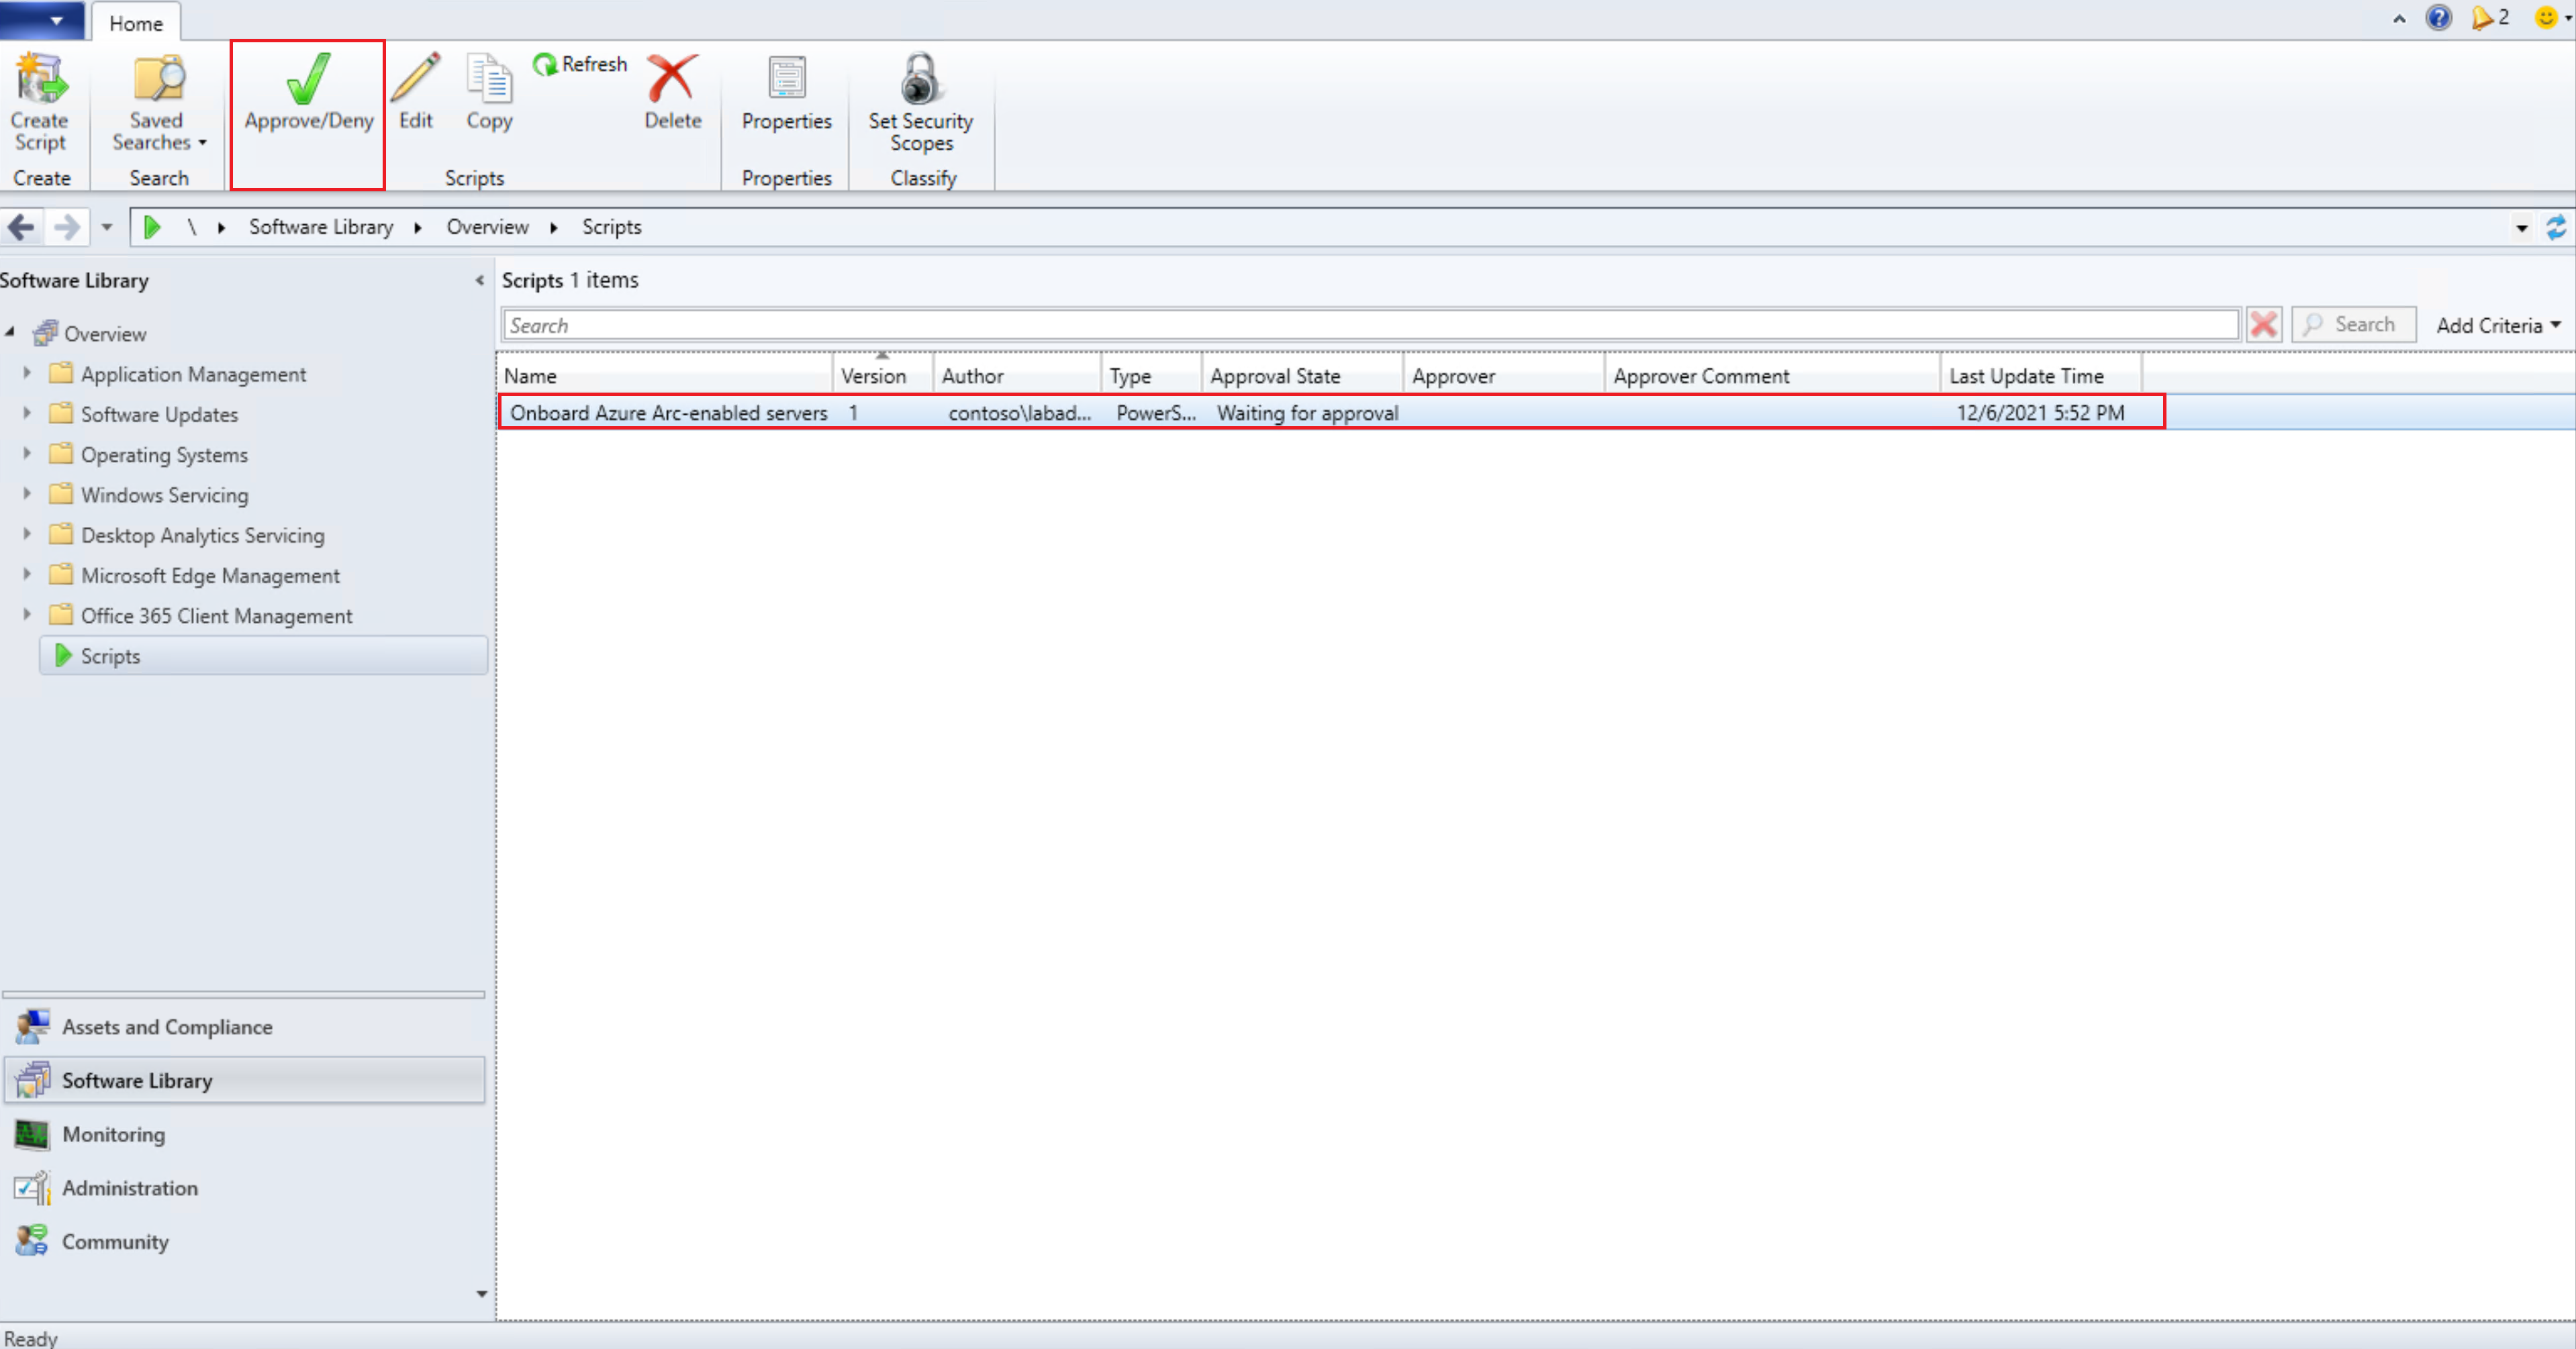 Home
2
Create Script
Saved Searches
Approve/Deny
Edit
Copy
Refresh
Delete
Properties
Set Security Scopes
Create
Search
Scripts
Properties
Classify
\ Software Library Overview Scripts
Software Library
Overview
Application Management
Software Updates
Operating Systems
Windows Servicing
Desktop Analytics Servicing
Microsoft Edge Management
Office 365 Client Management
Scripts
Assets and Compliance
Software Library
Monitoring
Administration
Community
Scripts 1 items
Search
Search
Add Criteria
Name Version Author Type Approval State Approver Approver Comment Last Update Time
Onboard Azure Arc-enabled servers 1 contoso\labad... PowerS... Waiting for approval 12/6/2021 5:52 PM
Ready